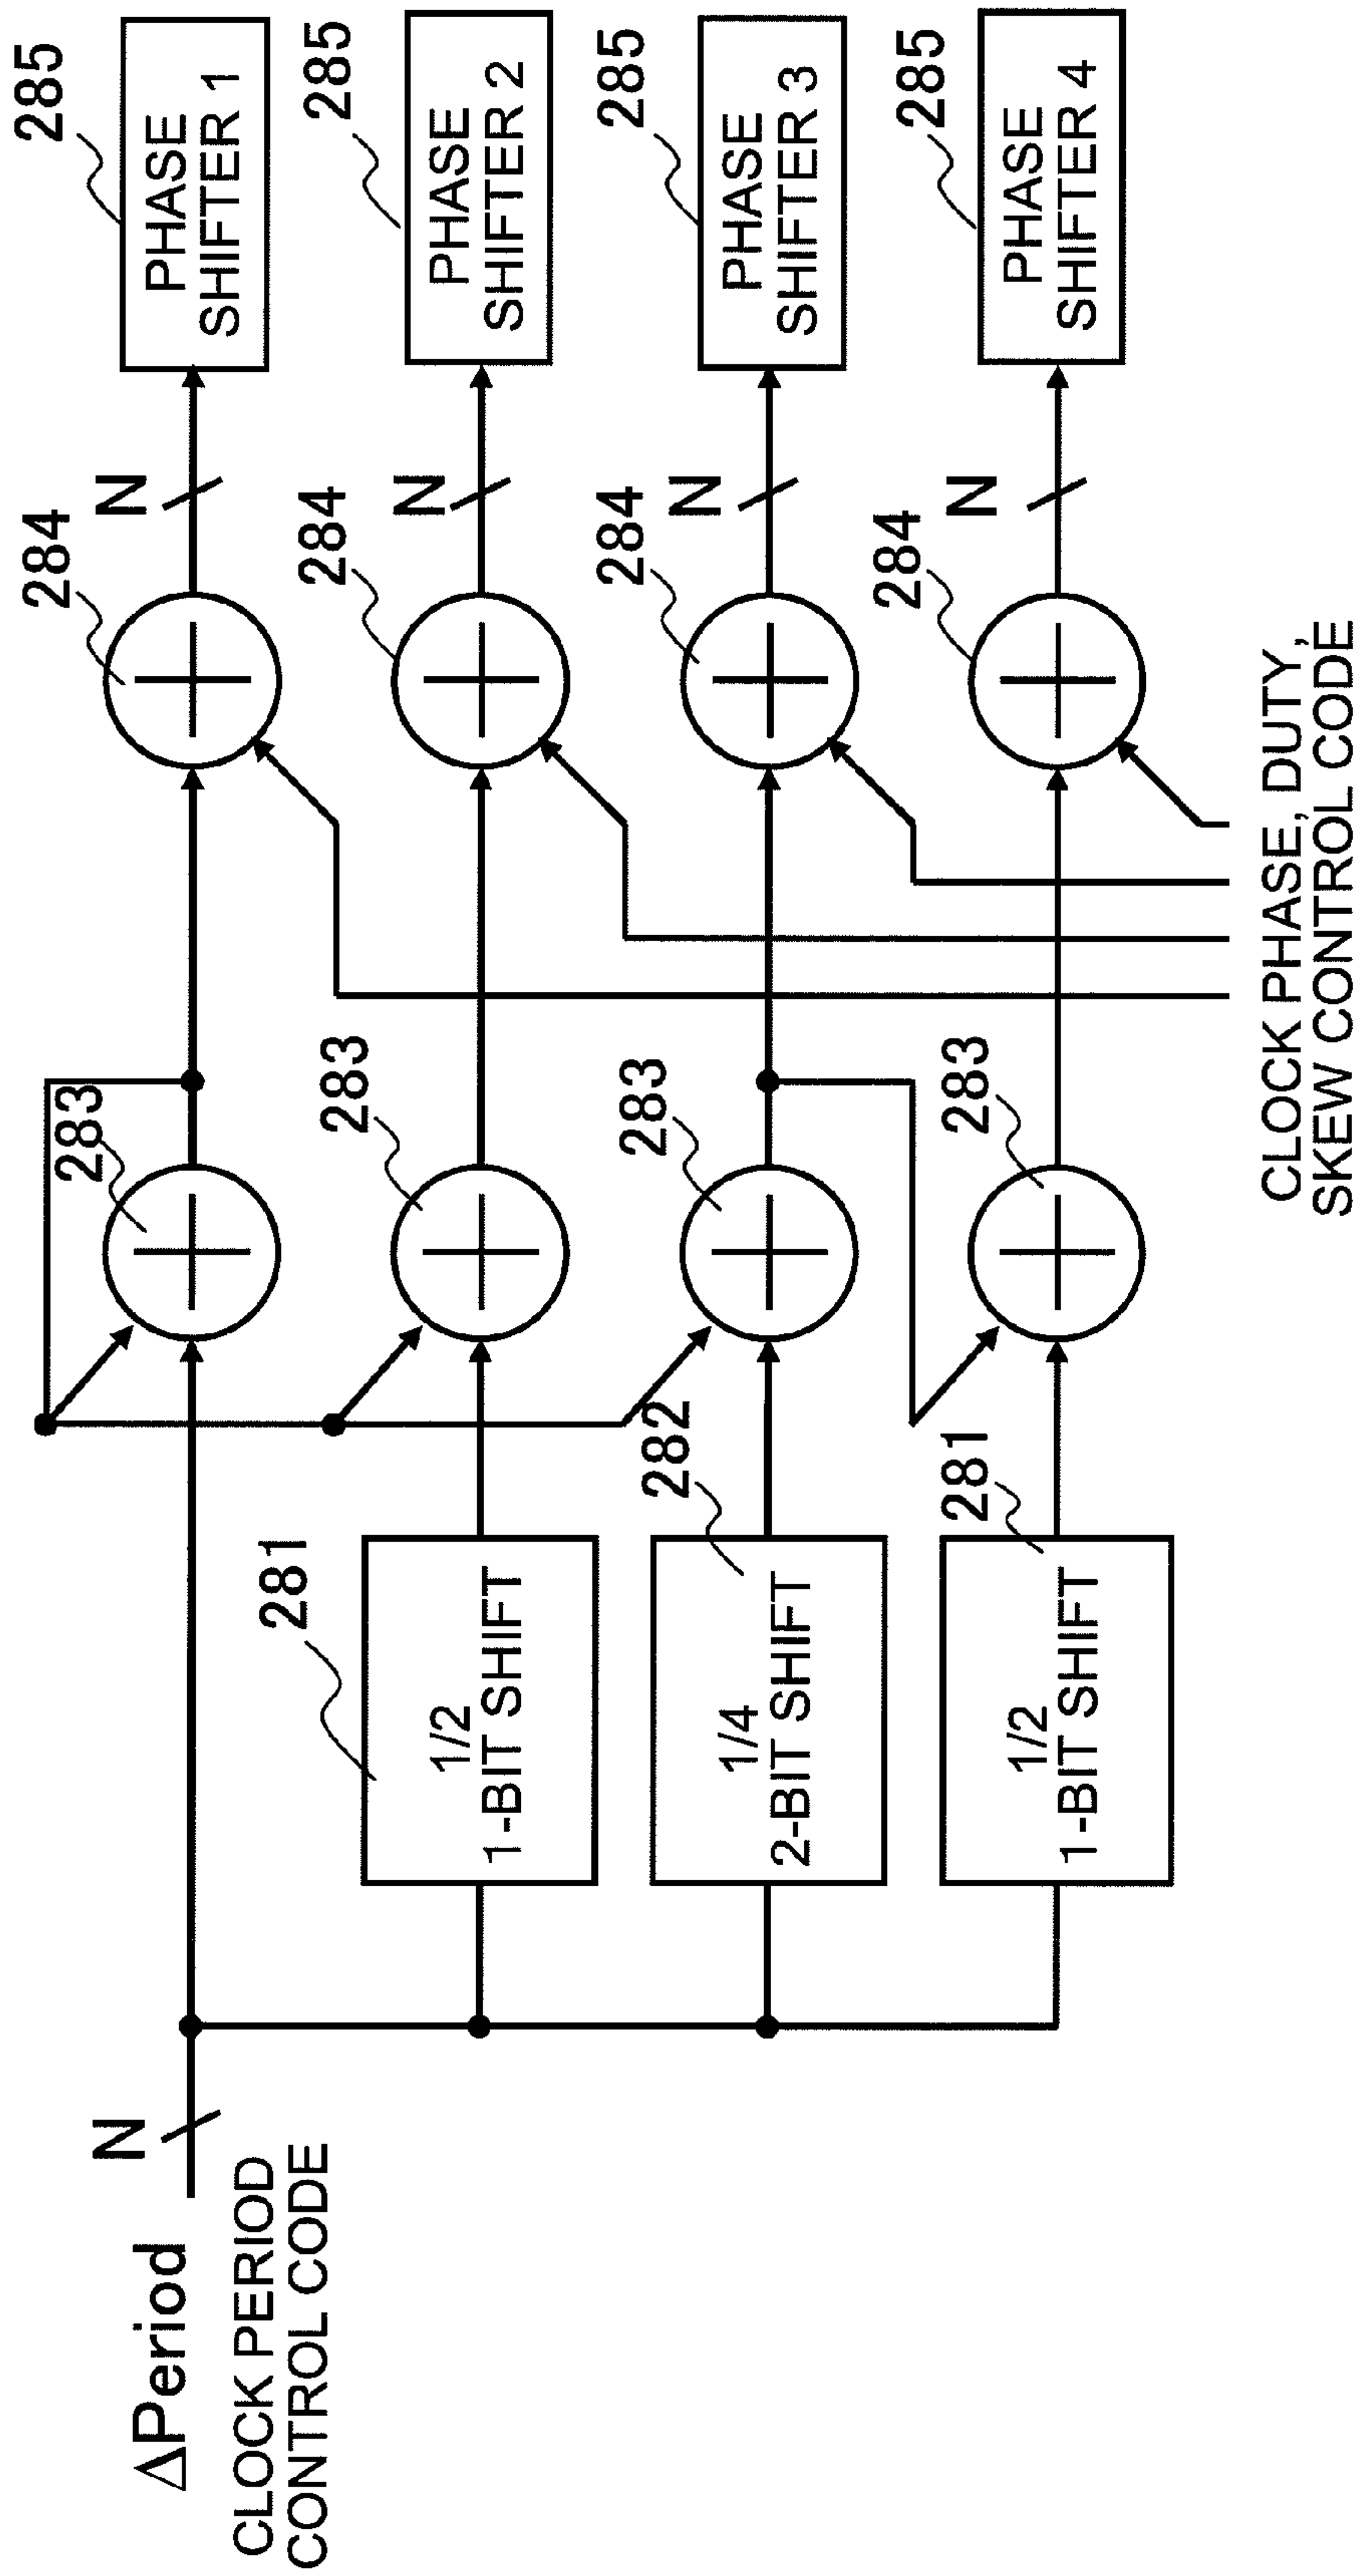 285
PHASE
SHIFTER 1
285
PHASE
SHIFTER 2
285
PHASE
SHIFTER 3
285
PHASE
SHIFTER 4
N
N
N
N
284
284
284
284
283
283
283
283
CLOCK PHASE, DUTY,
SKEW CONTROL CODE
281
1/2
1-BIT SHIFT
282
1/4
2-BIT SHIFT
281
1/2
1-BIT SHIFT
N
ΔPeriod
CLOCK PERIOD
CONTROL CODE